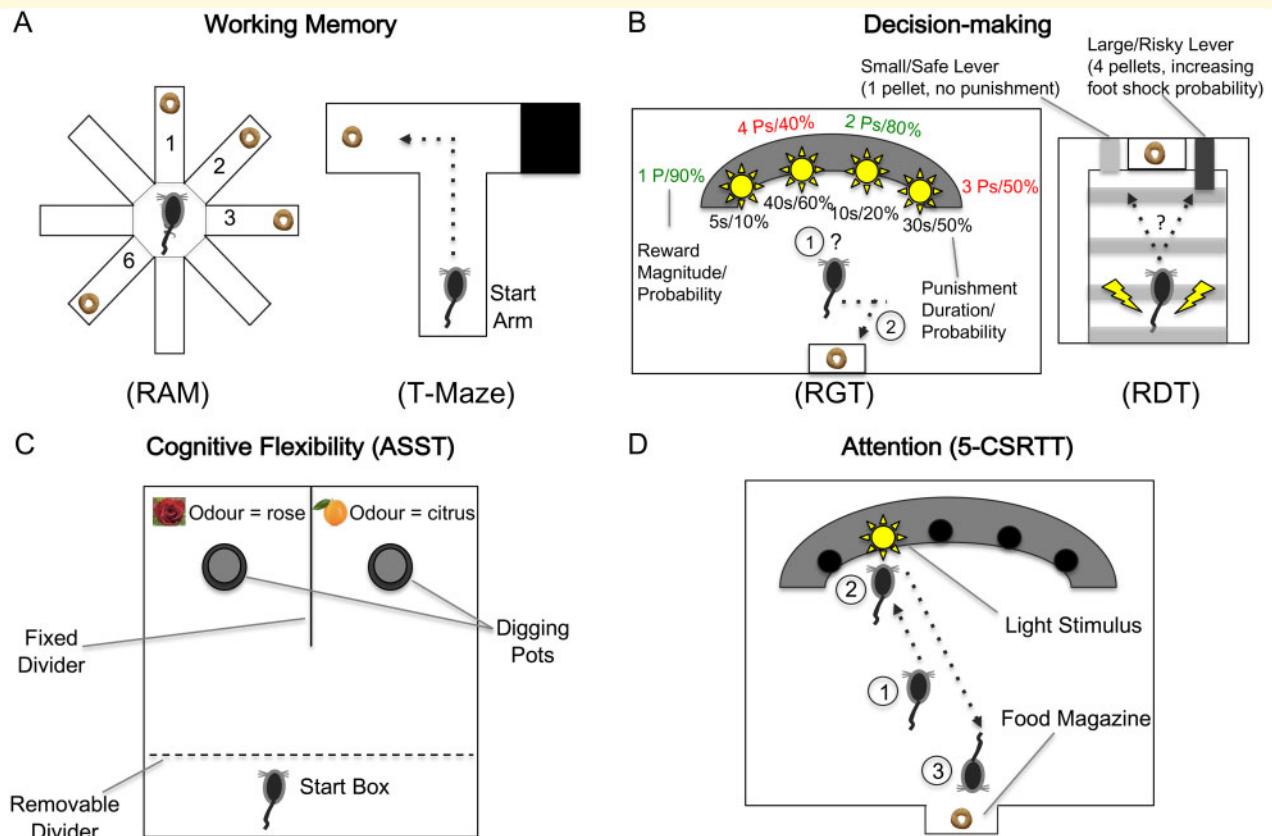 A
Working Memory
1
2
3
6
Start
Arm
(RAM)
(T-Maze)
B
Decision-making
Small/Safe Lever
(1 pellet, no punishment)
Large/Risky Lever
(4 pellets, increasing
foot shock probability)
4 Ps/40%
2 Ps/80%
1 P/90%
3 Ps/50%
5s/10%
40s/60%
10s/20%
30s/50%
1
?
2
Reward
Magnitude/
Probability
Punishment
Duration/
Probability
?
(RGT)
(RDT)
C
Cognitive Flexibility (ASST)
Odour = rose
Odour = citrus
Fixed
Divider
Digging
Pots
Removable
Divider
Start Box
D
Attention (5-CSRTT)
2
Light Stimulus
1
Food Magazine
3